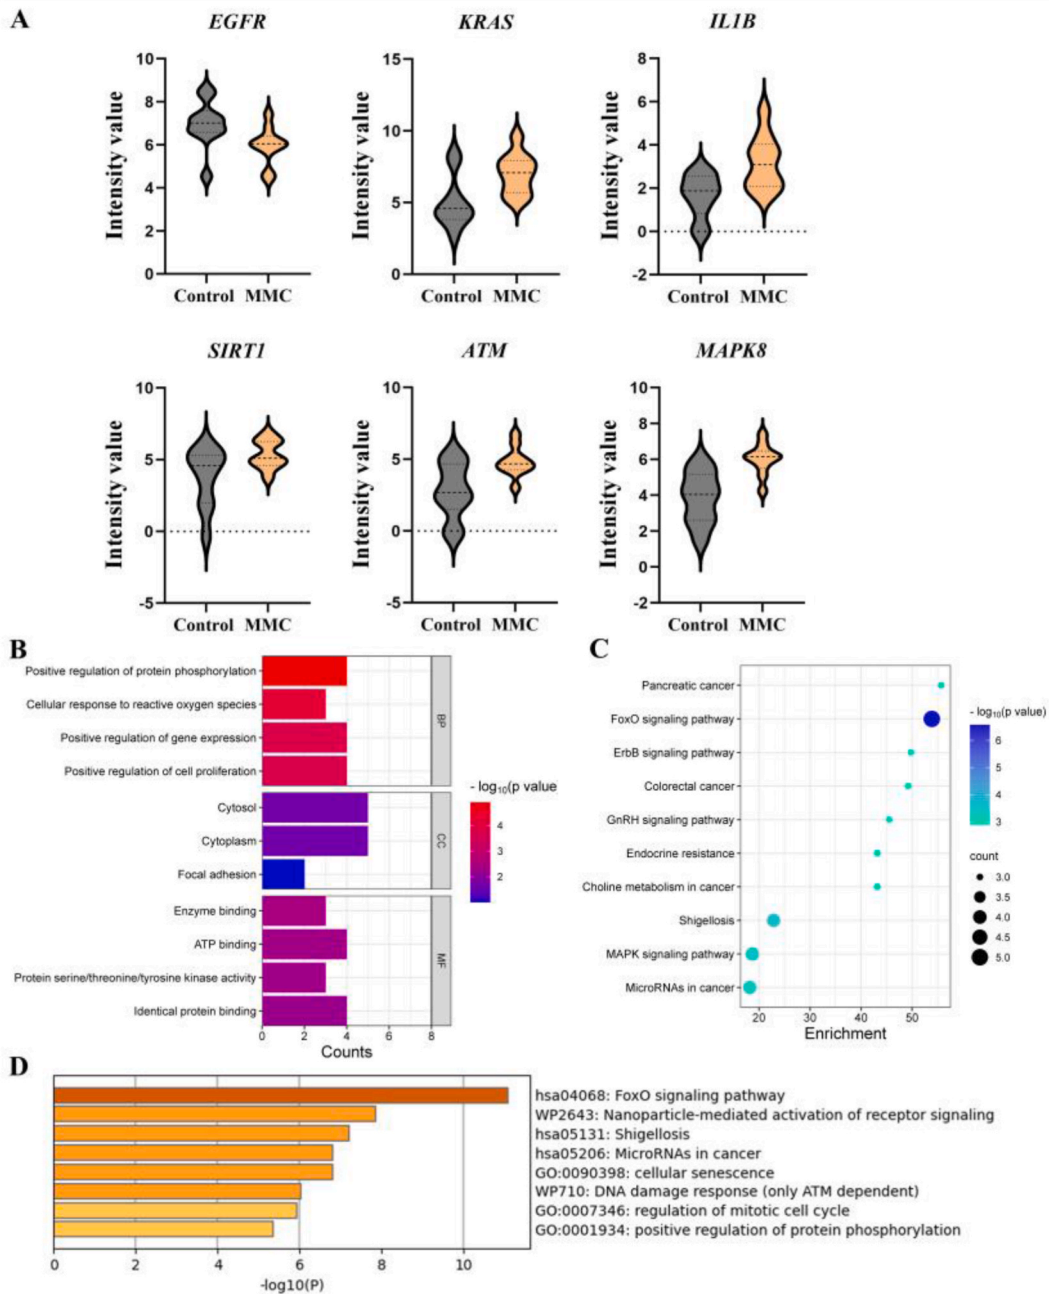 A
EGFR
KRAS
IL1B
Intensity value
10
8
6
4
2
0
Control MMC
Intensity value
15
10
5
0
Control MMC
Intensity value
8
6
4
2
0
-2
Control MMC
SIRT1
ATM
MAPK8
Intensity value
10
5
0
-5
Control MMC
Intensity value
10
5
0
-5
Control MMC
Intensity value
10
8
6
4
2
0
-2
Control MMC
B
Positive regulation of protein phosphorylation
Cellular response to reactive oxygen species
Positive regulation of gene expression
Positive regulation of cell proliferation
BP
Cytosol
Cytoplasm
Focal adhesion
CC
Enzyme binding
ATP binding
Protein serine/threonine/tyrosine kinase activity
Identical protein binding
MF
0 2 4 6 8
Counts
- log10(p value
4
3
2
C
Pancreatic cancer
FoxO signaling pathway
ErbB signaling pathway
Colorectal cancer
GnRH signaling pathway
Endocrine resistance
Choline metabolism in cancer
Shigellosis
MAPK signaling pathway
MicroRNAs in cancer
20 30 40 50
Enrichment
- log10(p value)
6
5
4
3
count
3.0
3.5
4.0
4.5
5.0
D
hsa04068: FoxO signaling pathway
WP2643: Nanoparticle-mediated activation of receptor signaling
hsa05131: Shigellosis
hsa05206: MicroRNAs in cancer
GO:0090398: cellular senescence
WP710: DNA damage response (only ATM dependent)
GO:0007346: regulation of mitotic cell cycle
GO:0001934: positive regulation of protein phosphorylation
0 2 4 6 8 10
-log10(P)